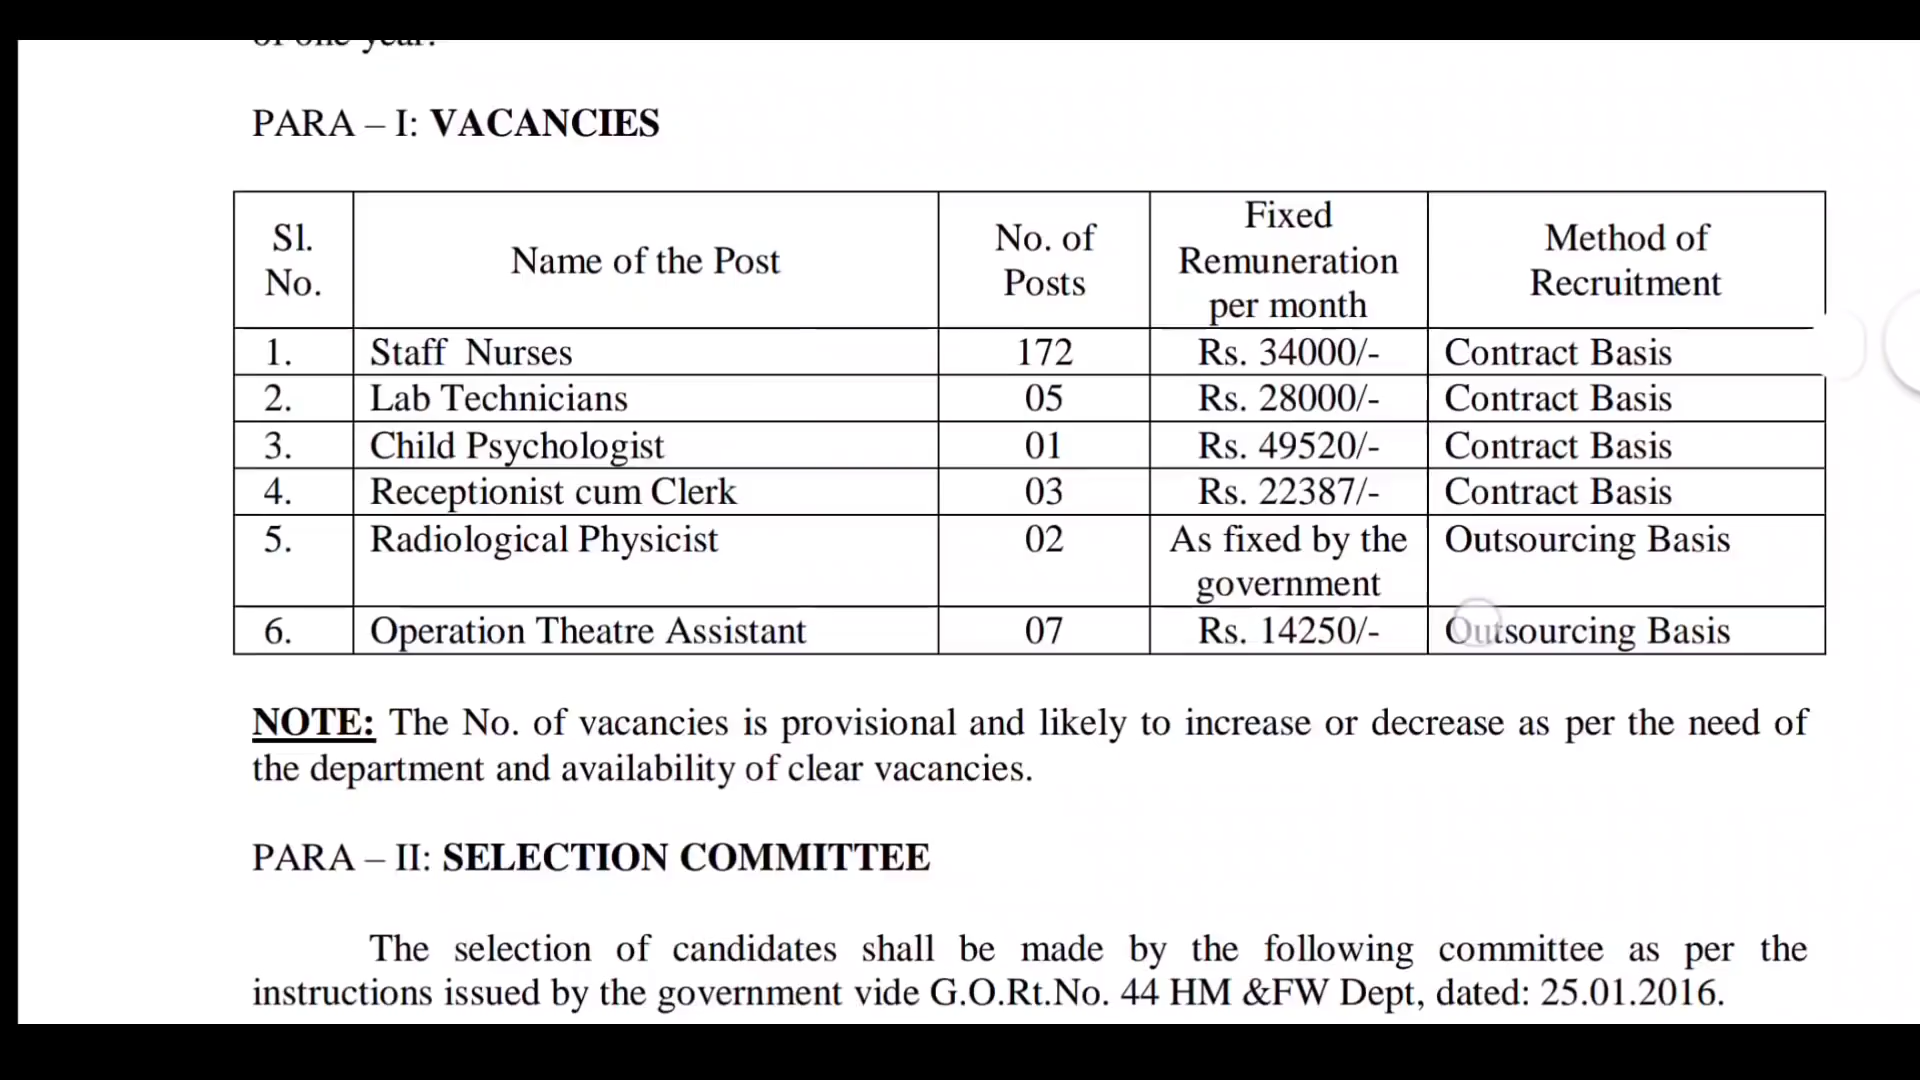 of one year.
PARA – I: VACANCIES
Sl. No. Name of the Post No. of Posts Fixed Remuneration per month Method of Recruitment
1. Staff Nurses 172 Rs. 34000/- Contract Basis
2. Lab Technicians 05 Rs. 28000/- Contract Basis
3. Child Psychologist 01 Rs. 49520/- Contract Basis
4. Receptionist cum Clerk 03 Rs. 22387/- Contract Basis
5. Radiological Physicist 02 As fixed by the government Outsourcing Basis
6. Operation Theatre Assistant 07 Rs. 14250/- Outsourcing Basis
NOTE: The No. of vacancies is provisional and likely to increase or decrease as per the need of
the department and availability of clear vacancies.
PARA – II: SELECTION COMMITTEE
The selection of candidates shall be made by the following committee as per the
instructions issued by the government vide G.O.Rt.No. 44 HM &FW Dept, dated: 25.01.2016.